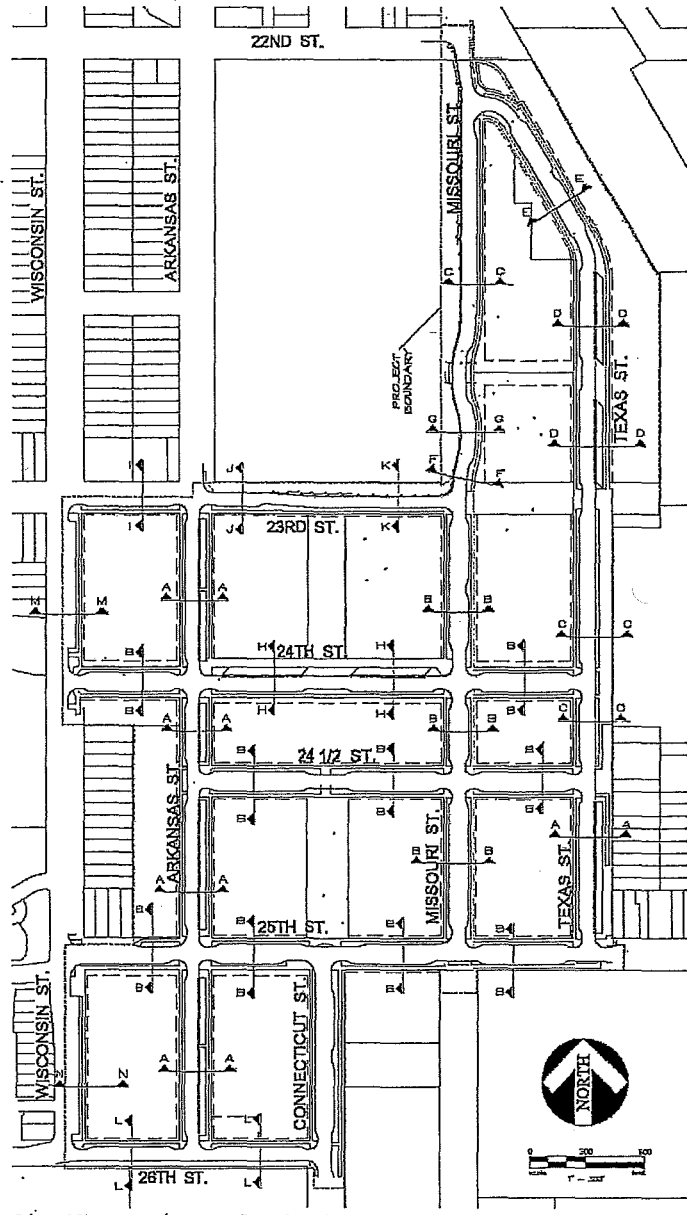 22ND ST.
WISCONSIN ST.
ARKANSAS ST.
MISSOURI ST.
E
E
C
C
D
D
PROJECT BOUNDARY
TEXAS ST.
G
G
D
D
F
F
I
J
K
I
J
K
23RD ST.
M
M
A
A
B
B
C
C
B
H
H
B
24TH ST.
B
H
H
B
C
C
A
A
B
B
B
B
B
24 1/2 ST.
B
B
B
ARKANSAS ST.
MISSOURI ST.
TEXAS ST.
A
A
B
B
A
A
B
B
B
B
25TH ST.
B
B
B
B
WISCONSIN ST.
CONNECTICUT ST.
N
A
A
L
L
L
L
26TH ST.
NORTH
0